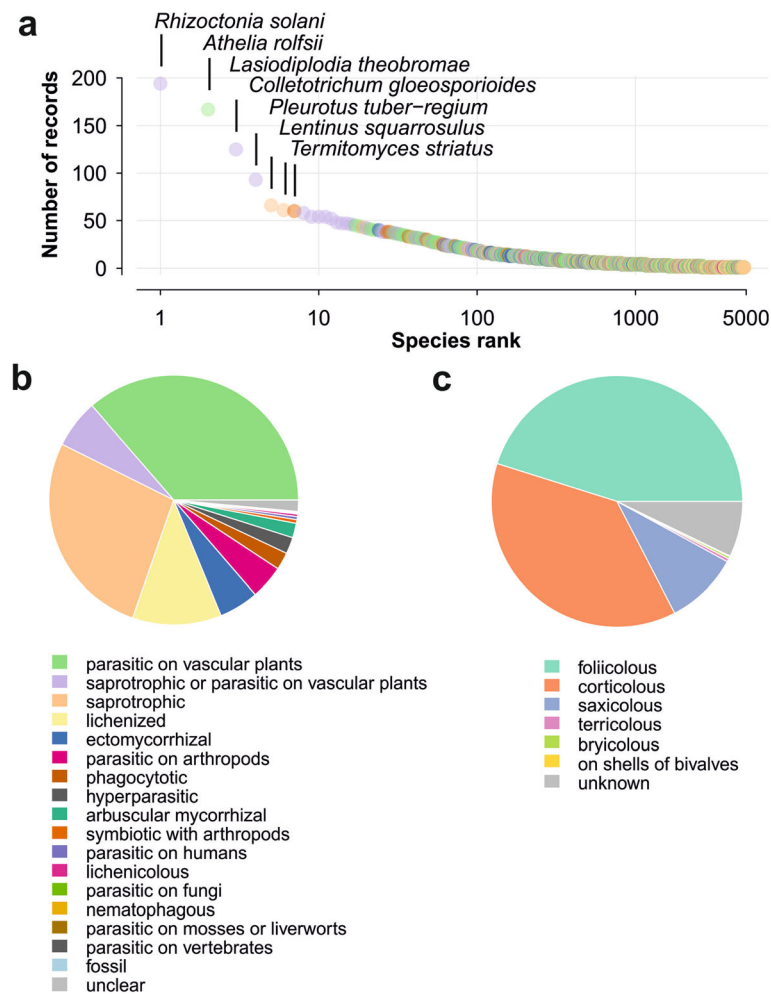 a
Rhizoctonia solani
Athelia rolfsii
Lasiodiplodia theobromae
Colletotrichum gloeosporioides
Pleurotus tuber−regium
Lentinus squarrosulus
Termitomyces striatus
Number of records
200
150
100
50
0
1
10
100
1000
5000
Species rank
b
parasitic on vascular plants
saprotrophic or parasitic on vascular plants
saprotrophic
lichenized
ectomycorrhizal
parasitic on arthropods
phagocytotic
hyperparasitic
arbuscular mycorrhizal
symbiotic with arthropods
parasitic on humans
lichenicolous
parasitic on fungi
nematophagous
parasitic on mosses or liverworts
parasitic on vertebrates
fossil
unclear
c
foliicolous
corticolous
saxicolous
terricolous
bryicolous
on shells of bivalves
unknown